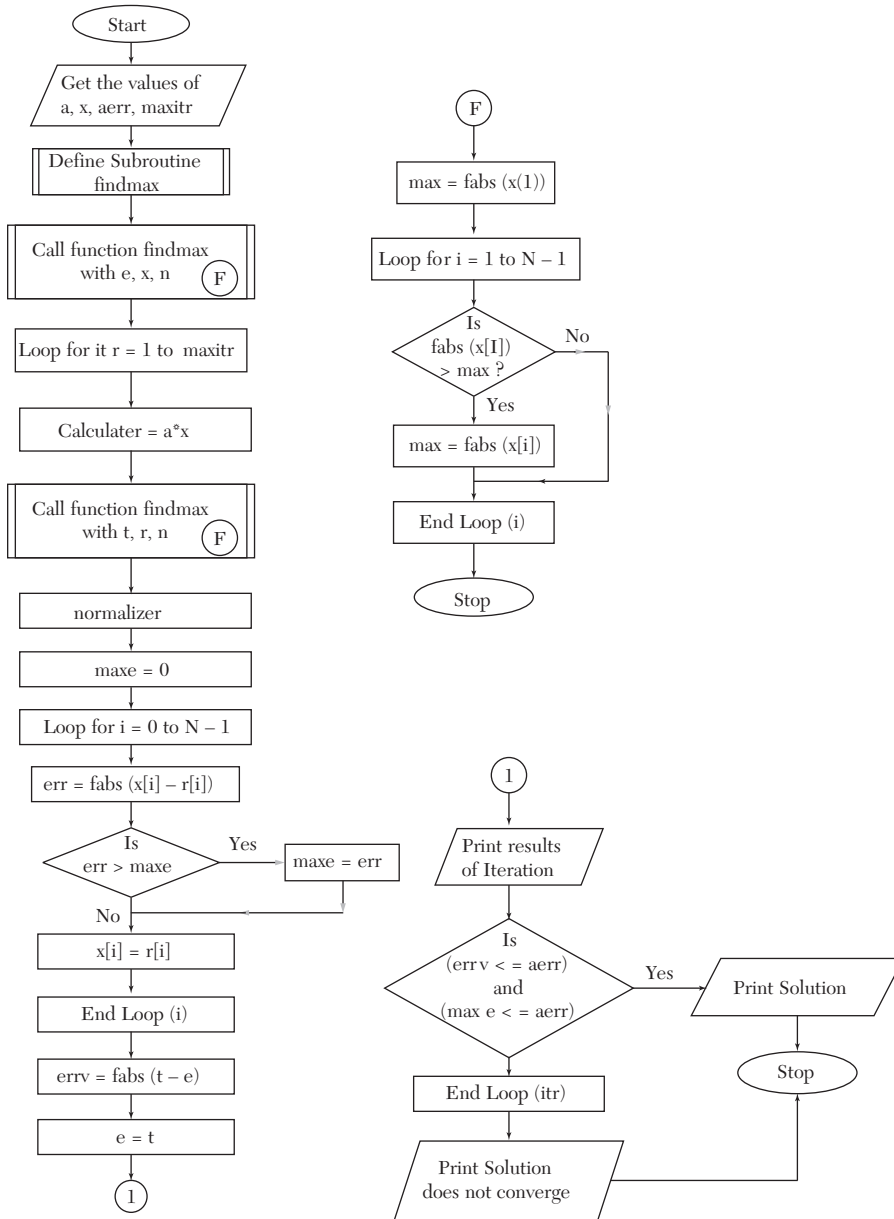 Start
Get the values of
a, x, aerr, maxitr
Define Subroutine
findmax
Call function findmax
with e, x, n
F
Loop for it r = 1 to maxitr
Calculater = a*x
Call function findmax
with t, r, n
F
normalizer
maxe = 0
Loop for i = 0 to N – 1
err = fabs (x[i] – r[i])
Is
err > maxe
Yes
maxe = err
No
x[i] = r[i]
End Loop (i)
errv = fabs (t – e)
e = t
1
F
max = fabs (x(1))
Loop for i = 1 to N – 1
Is
fabs (x[I])
> max ?
No
Yes
max = fabs (x[i])
End Loop (i)
Stop
1
Print results
of Iteration
Is
(err v < = aerr)
and
(max e < = aerr)
Yes
Print Solution
Stop
End Loop (itr)
Print Solution
does not converge